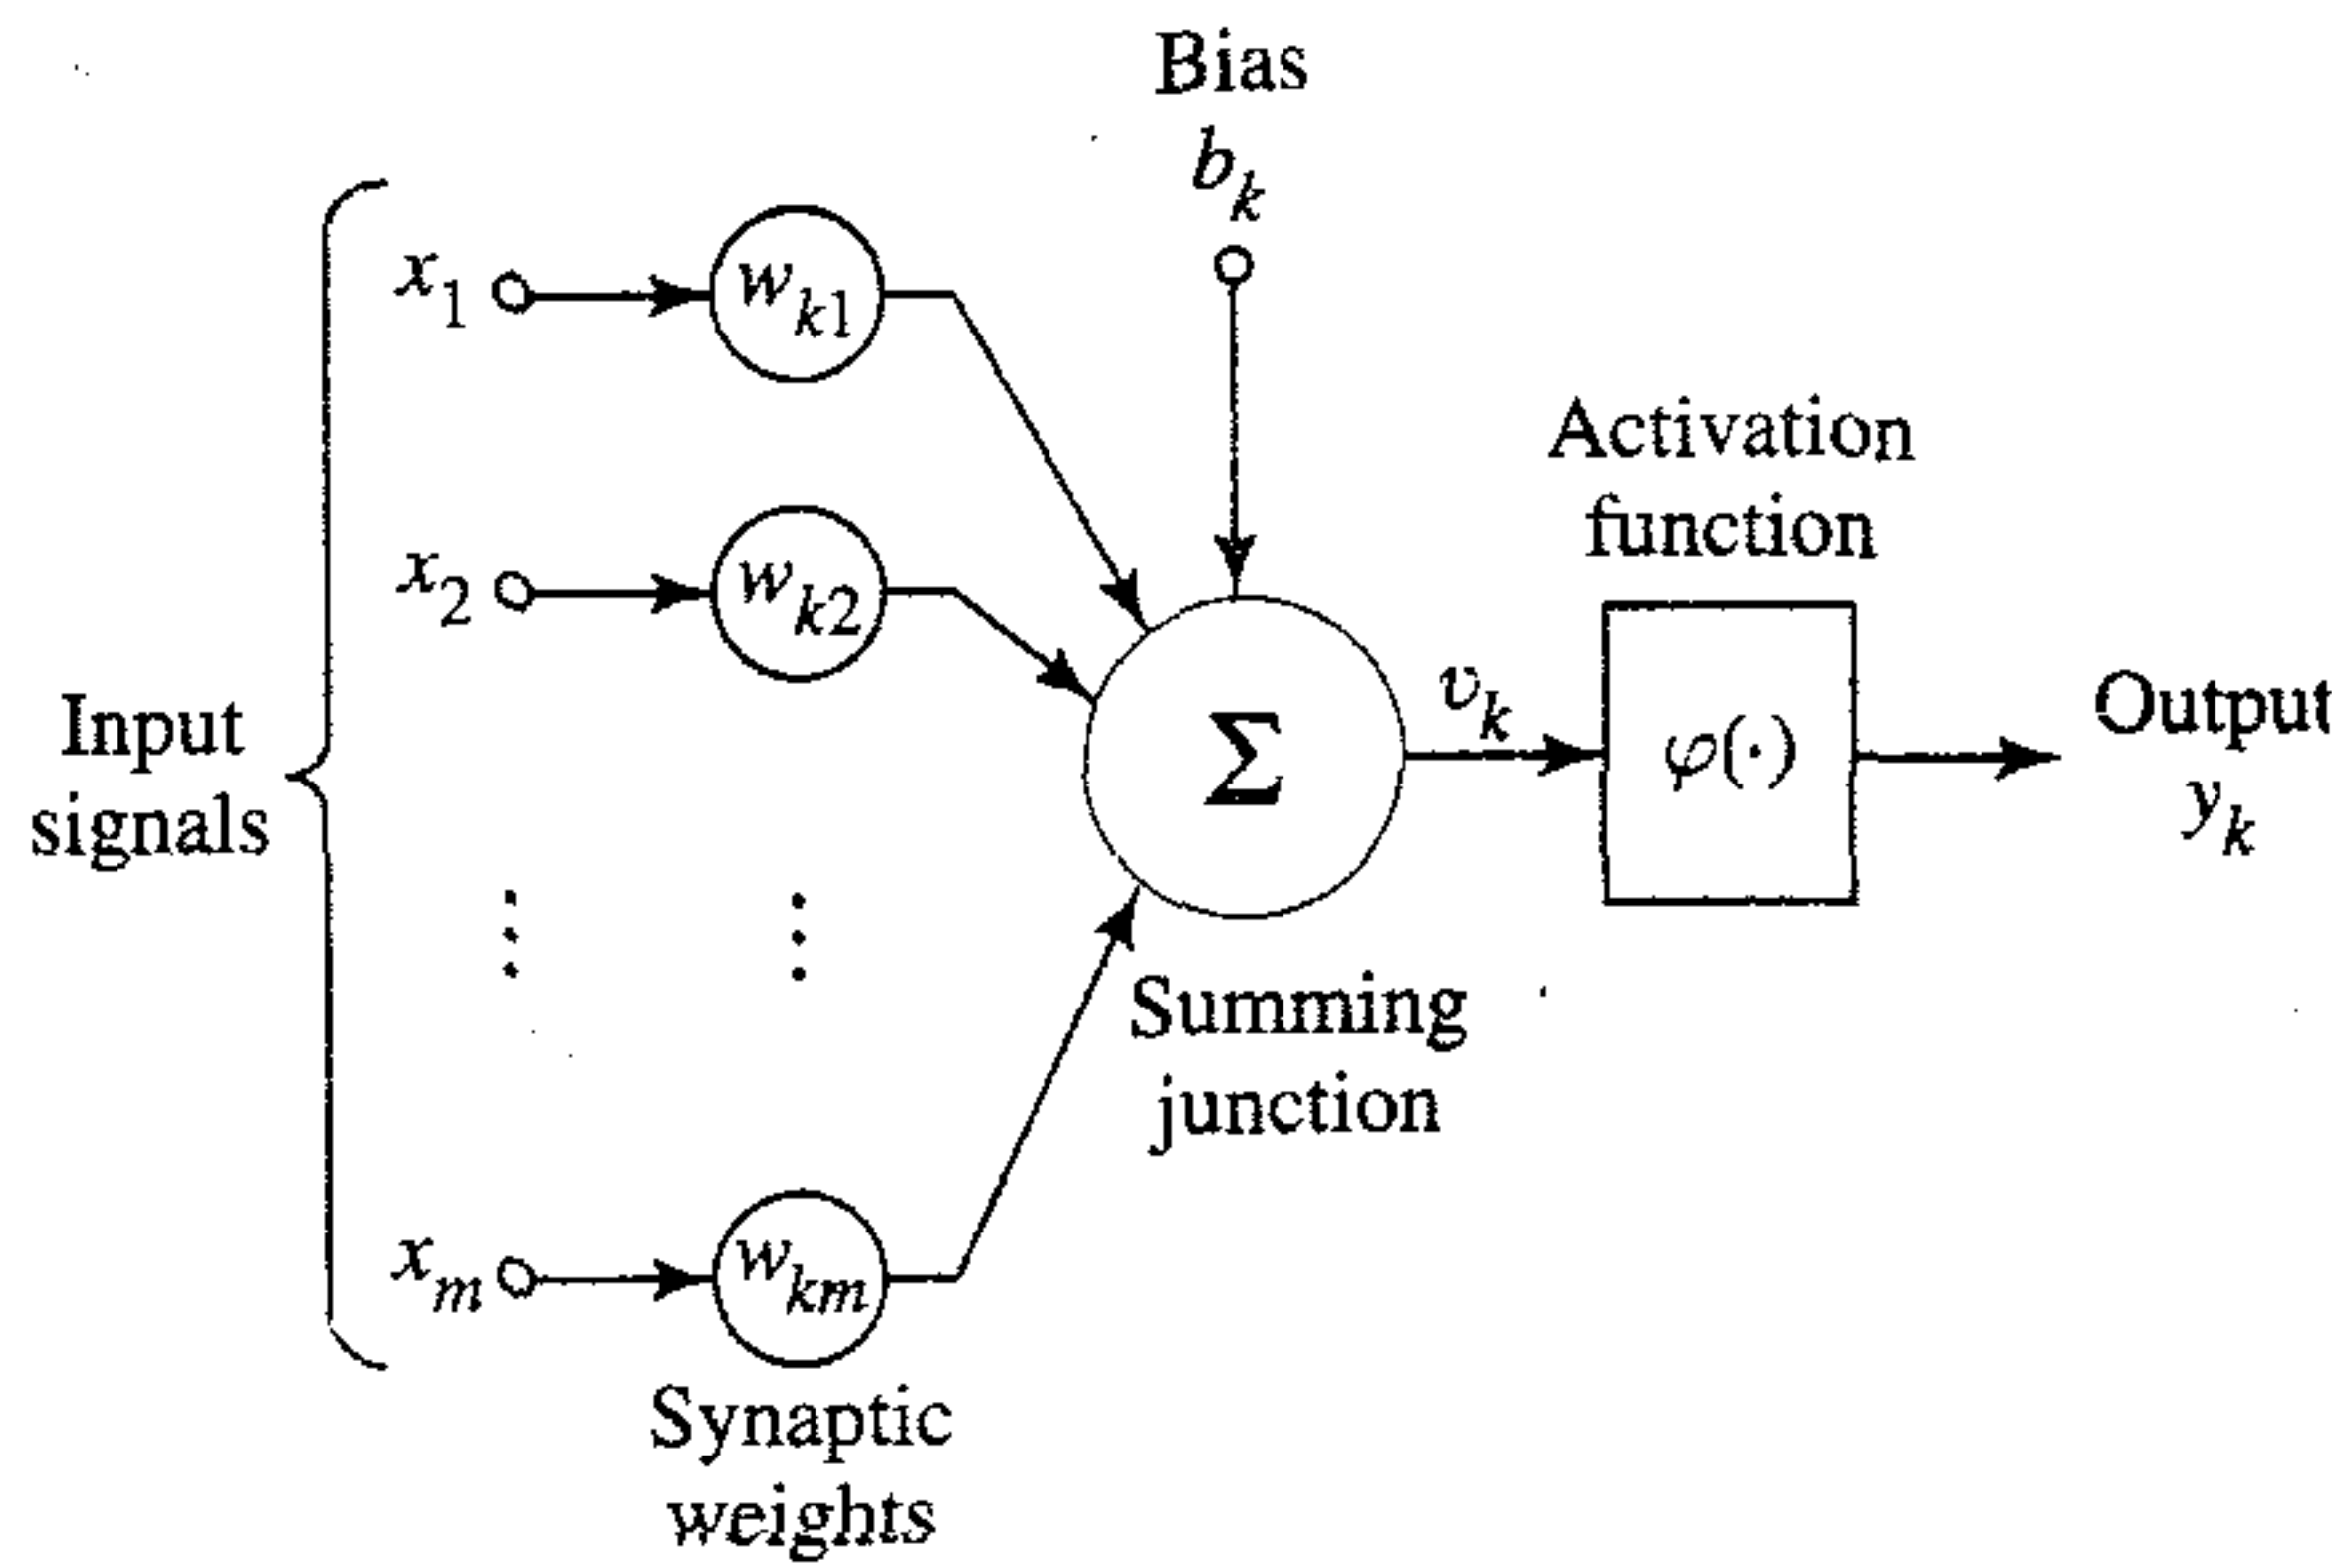 Bias
b_k
x_1
w_k1
Activation
function
x_2
w_k2
Input
signals
Σ
v_k
φ(·)
Output
y_k
Summing
junction
x_m
w_km
Synaptic
weights